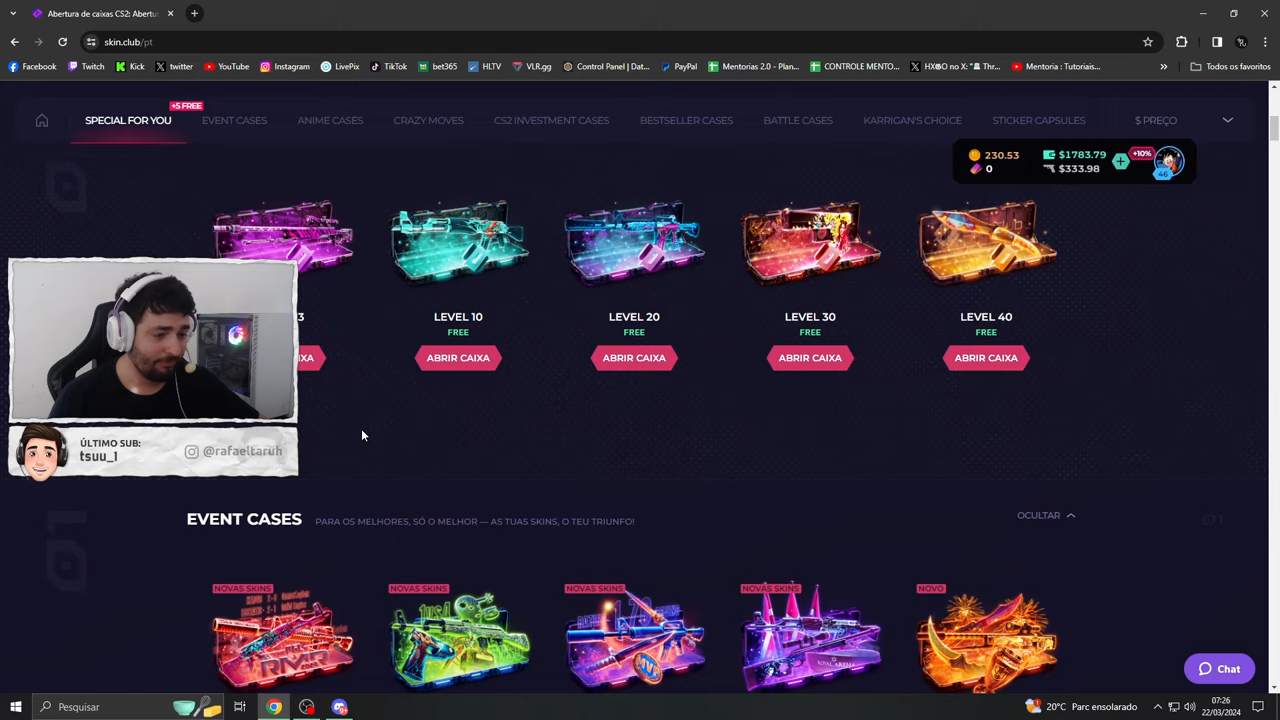 Abertura de caixas CS2: Abertur
skin.club/pt
Facebook
Twitch
Kick
twitter
YouTube
Instagram
LivePix
TikTok
bet365
HLTV
VLR.gg
Control Panel | Dat...
PayPal
Mentorias 2.0 - Plan...
CONTROLE MENTO...
Mentoria : Tutoriais...
Todos os favoritos
+5 FREE
SPECIAL FOR YOU
EVENT CASES
ANIME CASES
CRAZY MOVES
CS2 INVESTMENT CASES
BESTSELLER CASES
BATTLE CASES
KARRIGAN'S CHOICE
STICKER CAPSULES
$ PREÇO
230.53
$1783.79
+10%
0
$333.98
46
3
LEVEL 10
LEVEL 20
LEVEL 30
LEVEL 40
FREE
FREE
FREE
FREE
IXA
ABRIR CAIXA
ABRIR CAIXA
ABRIR CAIXA
ABRIR CAIXA
ÚLTIMO SUB:
tsuu_1
@rafaeltaruh
EVENT CASES
PARA OS MELHORES, SÓ O MELHOR — AS TUAS SKINS, O TEU TRIUNFO!
OCULTAR
NOVAS SKINS
NOVAS SKINS
NOVAS SKINS
NOVAS SKINS
NOVO
ROYAL ARENA
Chat
Pesquisar
20°C Parc ensolarado
07:26
22/03/2024